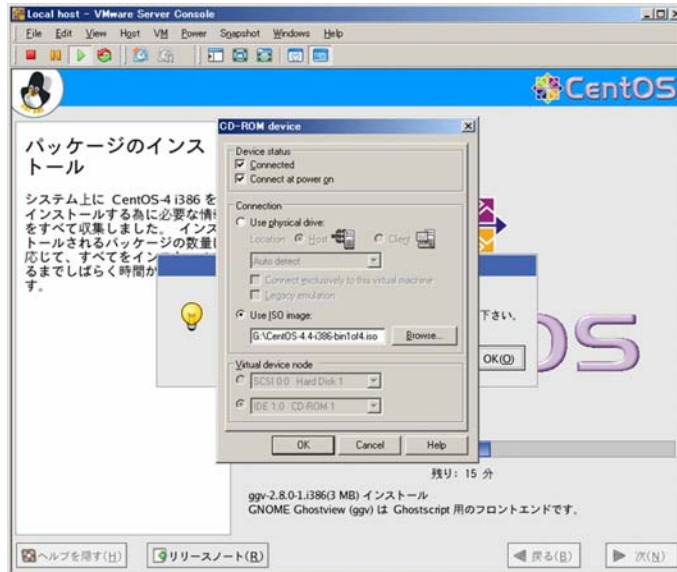 Local host - VMware Server Console
File Edit View Host VM Power Snapshot Windows Help
CentOS
パッケージのインス
トール
システム上に CentOS-4 i386 を
インストールする為に必要な情
をすべて収集しました。 インス
トールされるパッケージの数量
応じて、すべてをイン
るまでしばらく時間が
す。
CD-ROM device
Device status
Connected
Connect at power on
Connection
Use physical drive:
Location: Host Client
Auto detect
Connect exclusively to this virtual machine
Legacy emulation
Use ISO image:
G:\CentOS-4.4-i386-bin1of4.iso Browse...
Virtual device node
SCSI 0:0 Hard Disk 1
IDE 1:0 CD-ROM 1
OK Cancel Help
下さい。
OK(O)
OS
残り: 15 分
ggv-2.8.0-1.i386(3 MB) インストール
GNOME Ghostview (ggv) は Ghostscript 用のフロントエンドです。
ヘルプを隠す(H) リリースノート(R) 戻る(B) 次(N)